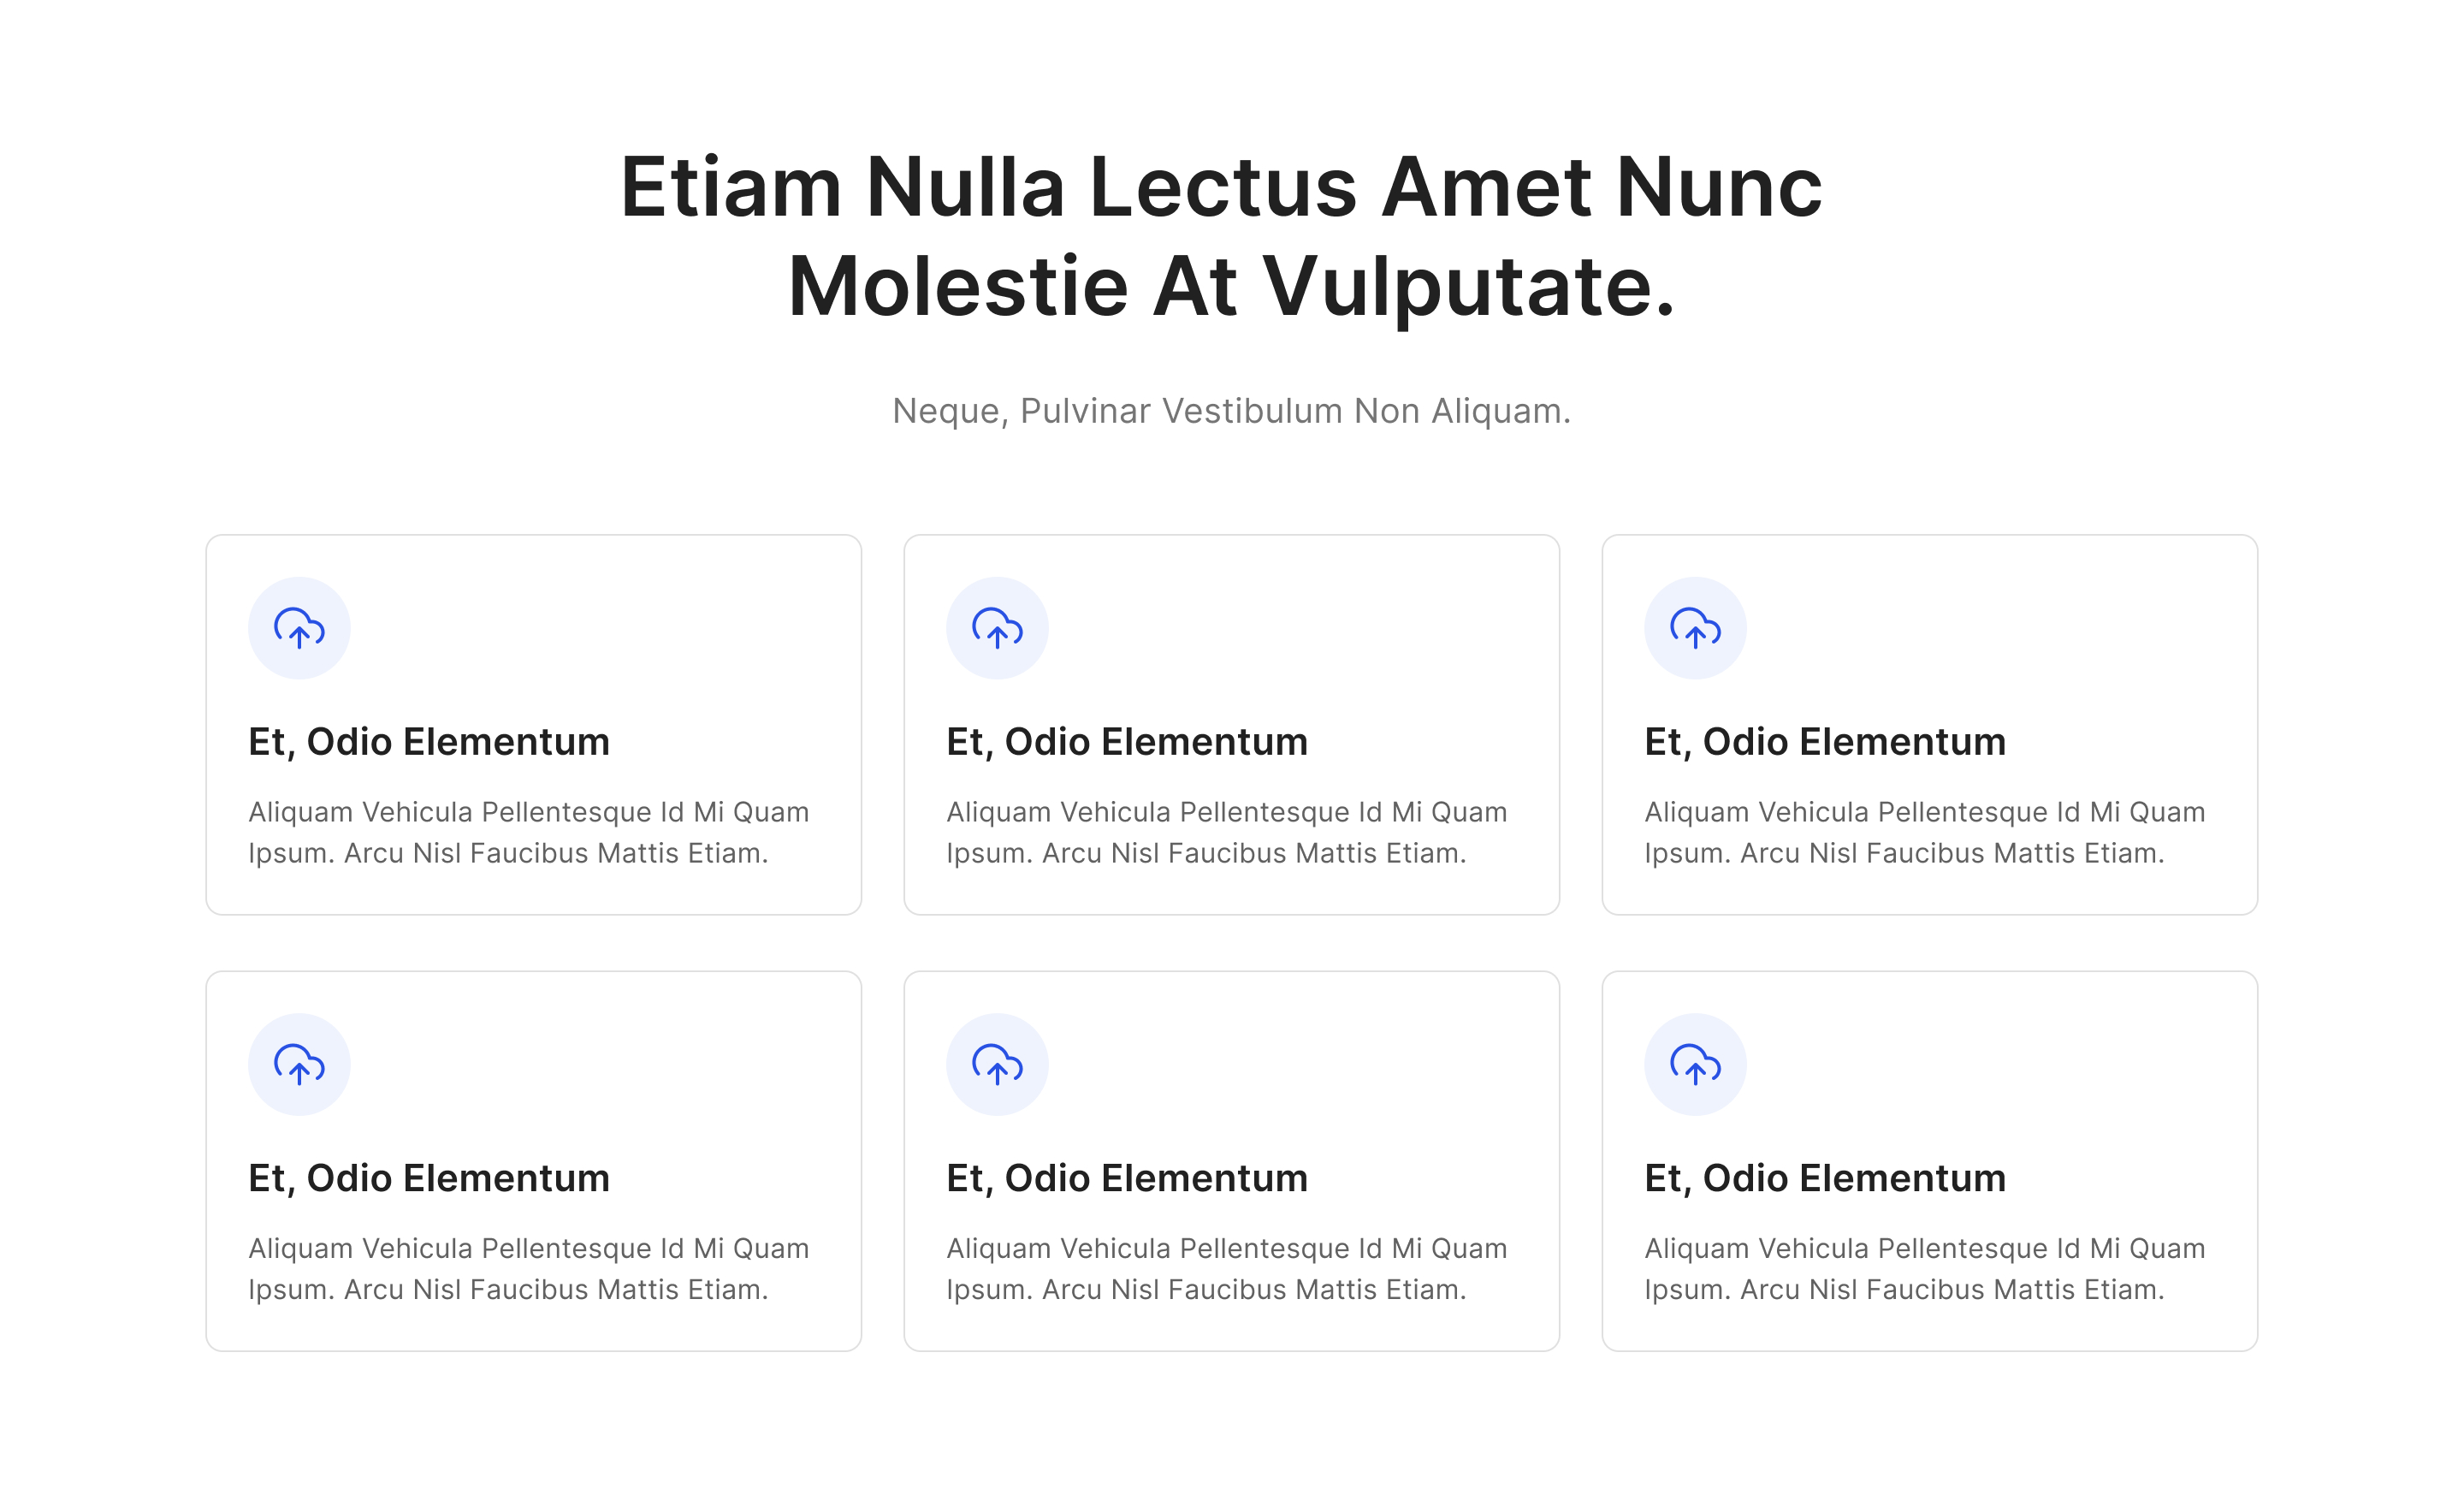 Etiam Nulla Lectus Amet Nunc
Molestie At Vulputate.
Neque, Pulvinar Vestibulum Non Aliquam.
Et, Odio Elementum
Aliquam Vehicula Pellentesque Id Mi Quam
Ipsum. Arcu Nisl Faucibus Mattis Etiam.
Et, Odio Elementum
Aliquam Vehicula Pellentesque Id Mi Quam
Ipsum. Arcu Nisl Faucibus Mattis Etiam.
Et, Odio Elementum
Aliquam Vehicula Pellentesque Id Mi Quam
Ipsum. Arcu Nisl Faucibus Mattis Etiam.
Et, Odio Elementum
Aliquam Vehicula Pellentesque Id Mi Quam
Ipsum. Arcu Nisl Faucibus Mattis Etiam.
Et, Odio Elementum
Aliquam Vehicula Pellentesque Id Mi Quam
Ipsum. Arcu Nisl Faucibus Mattis Etiam.
Et, Odio Elementum
Aliquam Vehicula Pellentesque Id Mi Quam
Ipsum. Arcu Nisl Faucibus Mattis Etiam.